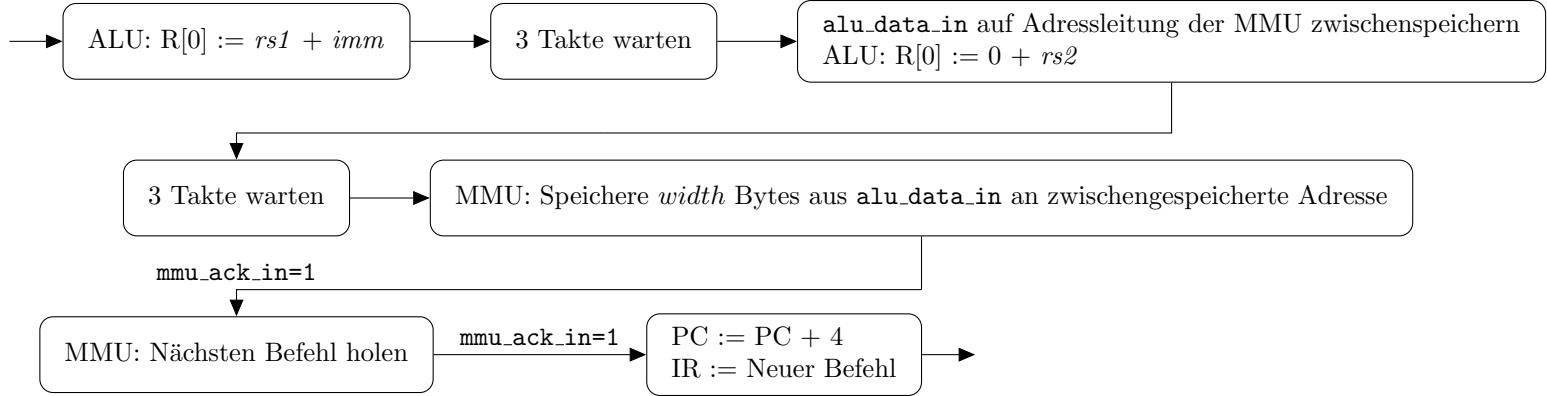 ALU: R[0] := rs1 + imm
3 Takte warten
alu_data_in auf Adressleitung der MMU zwischenspeichern
ALU: R[0] := 0 + rs2
3 Takte warten
MMU: Speichere width Bytes aus alu_data_in an zwischengespeicherte Adresse
mmu_ack_in=1
MMU: Nächsten Befehl holen
mmu_ack_in=1
PC := PC + 4
IR := Neuer Befehl